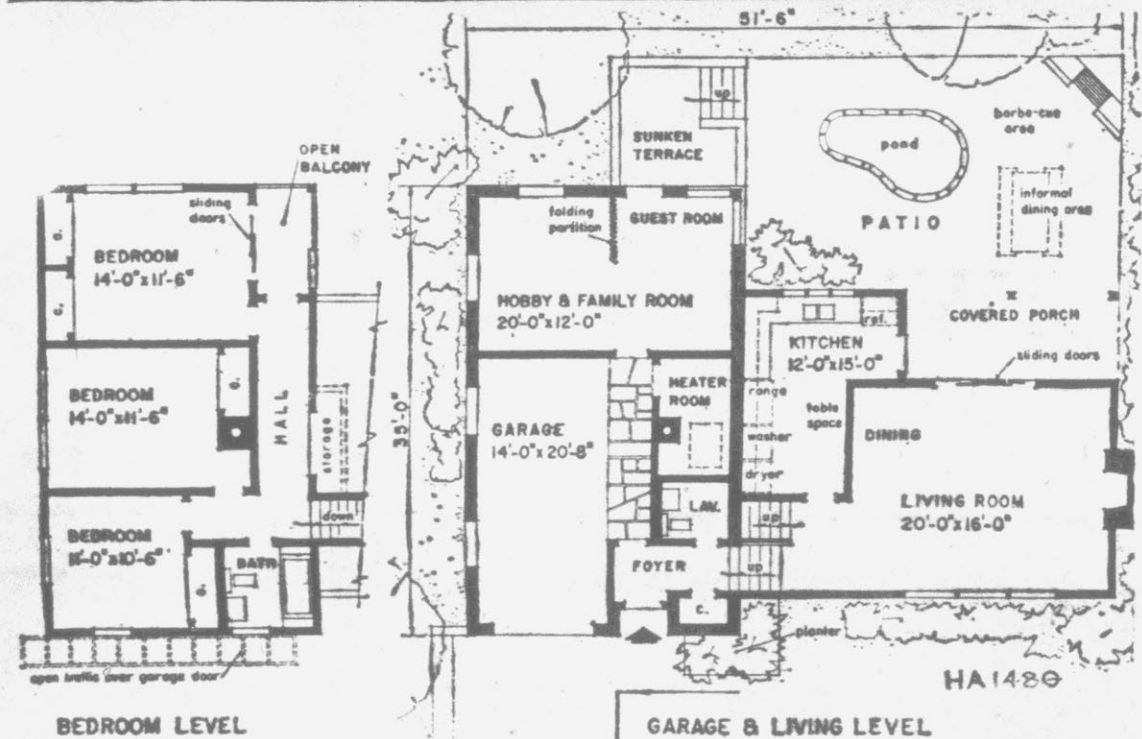 51'-6"
OPEN
BALCONY
sliding
doors
c.
c.
BEDROOM
14'-0"x11'-6"
BEDROOM
14'-0"x11'-6"
c.
HALL
storage
down
BEDROOM
11'-0"x10'-6"
c.
BATH
open trellis over garage door
BEDROOM LEVEL
35'-0"
SUNKEN
TERRACE
up
folding
partition
GUEST ROOM
HOBBY & FAMILY ROOM
20'-0"x12'-0"
GARAGE
14'-0"x20'-8"
HEATER
ROOM
LAV.
FOYER
c.
up
up
planter
barbe-cue
area
pond
informal
dining area
PATIO
COVERED PORCH
sliding doors
KITCHEN
12'-0"x15'-0"
ref.
range
washer
dryer
table
space
DINING
LIVING ROOM
20'-0"x16'-0"
HA1480
GARAGE & LIVING LEVEL